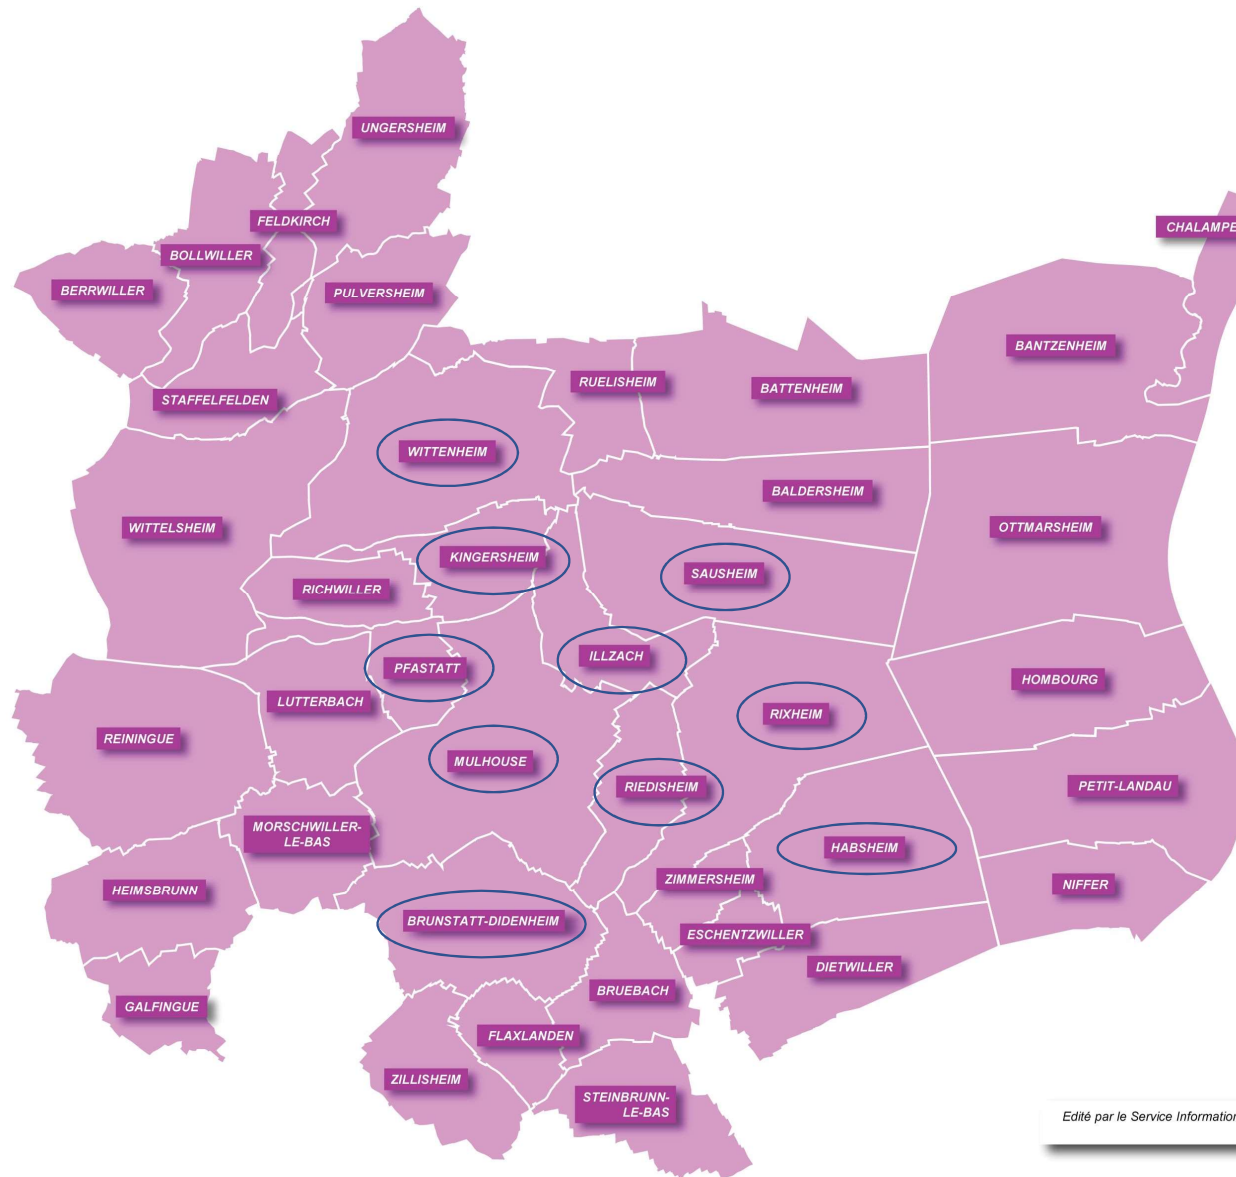 UNGERSHEIM
FELDKIRCH
CHALAMPE
BOLLWILLER
BERRWILLER
PULVERSHEIM
BANTZENHEIM
RUELISHEIM
BATTENHEIM
STAFFELFELDEN
WITTENHEIM
BALDERSHEIM
WITTELSHEIM
OTTMARSHEIM
KINGERSHEIM
SAUSHEIM
RICHWILLER
ILLZACH
PFASTATT
HOMBOURG
LUTTERBACH
RIXHEIM
REININGUE
MULHOUSE
RIEDISHEIM
PETIT-LANDAU
MORSCHWILLER-
LE-BAS
HABSHEIM
ZIMMERSHEIM
NIFFER
HEIMSBRUNN
BRUNSTATT-DIDENHEIM
ESCHENTZWILLER
DIETWILLER
BRUEBACH
GALFINGUE
FLAXLANDEN
ZILLISHEIM
STEINBRUNN-
LE-BAS
Edité par le Service Information